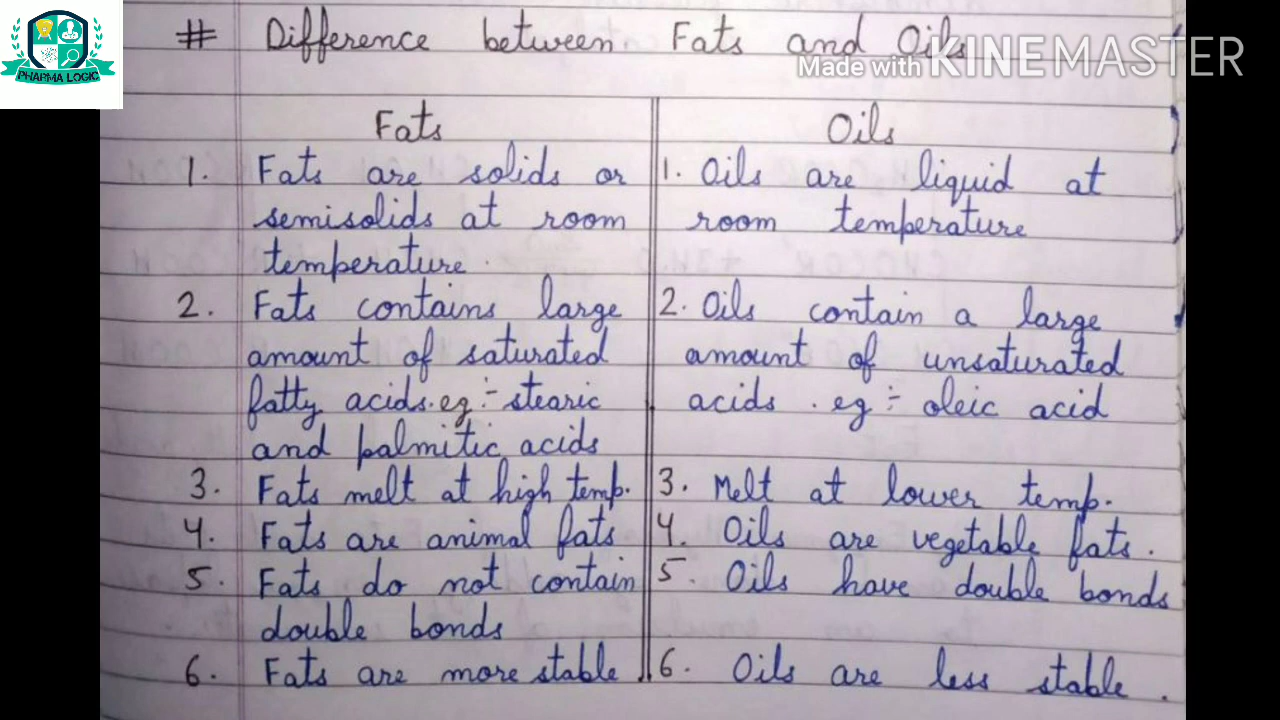 PHARMA LOGIC
# Difference between Fats and Oils
Made with KINEMASTER
Fats
1. Fats are solids or
semisolids at room
temperature.
2. Fats contains large
amount of saturated
fatty acids. eg :- stearic
and palmitic acids
3. Fats melt at high temp.
4. Fats are animal fats
5. Fats do not contain
double bonds
6. Fats are more stable.
Oils
1. Oils are liquid at
room temperature
2. Oils contain a large
amount of unsaturated
acids. eg :- oleic acid
3. Melt at lower temp.
4. Oils are vegetable fats.
5. Oils have double bonds
6. Oils are less stable.